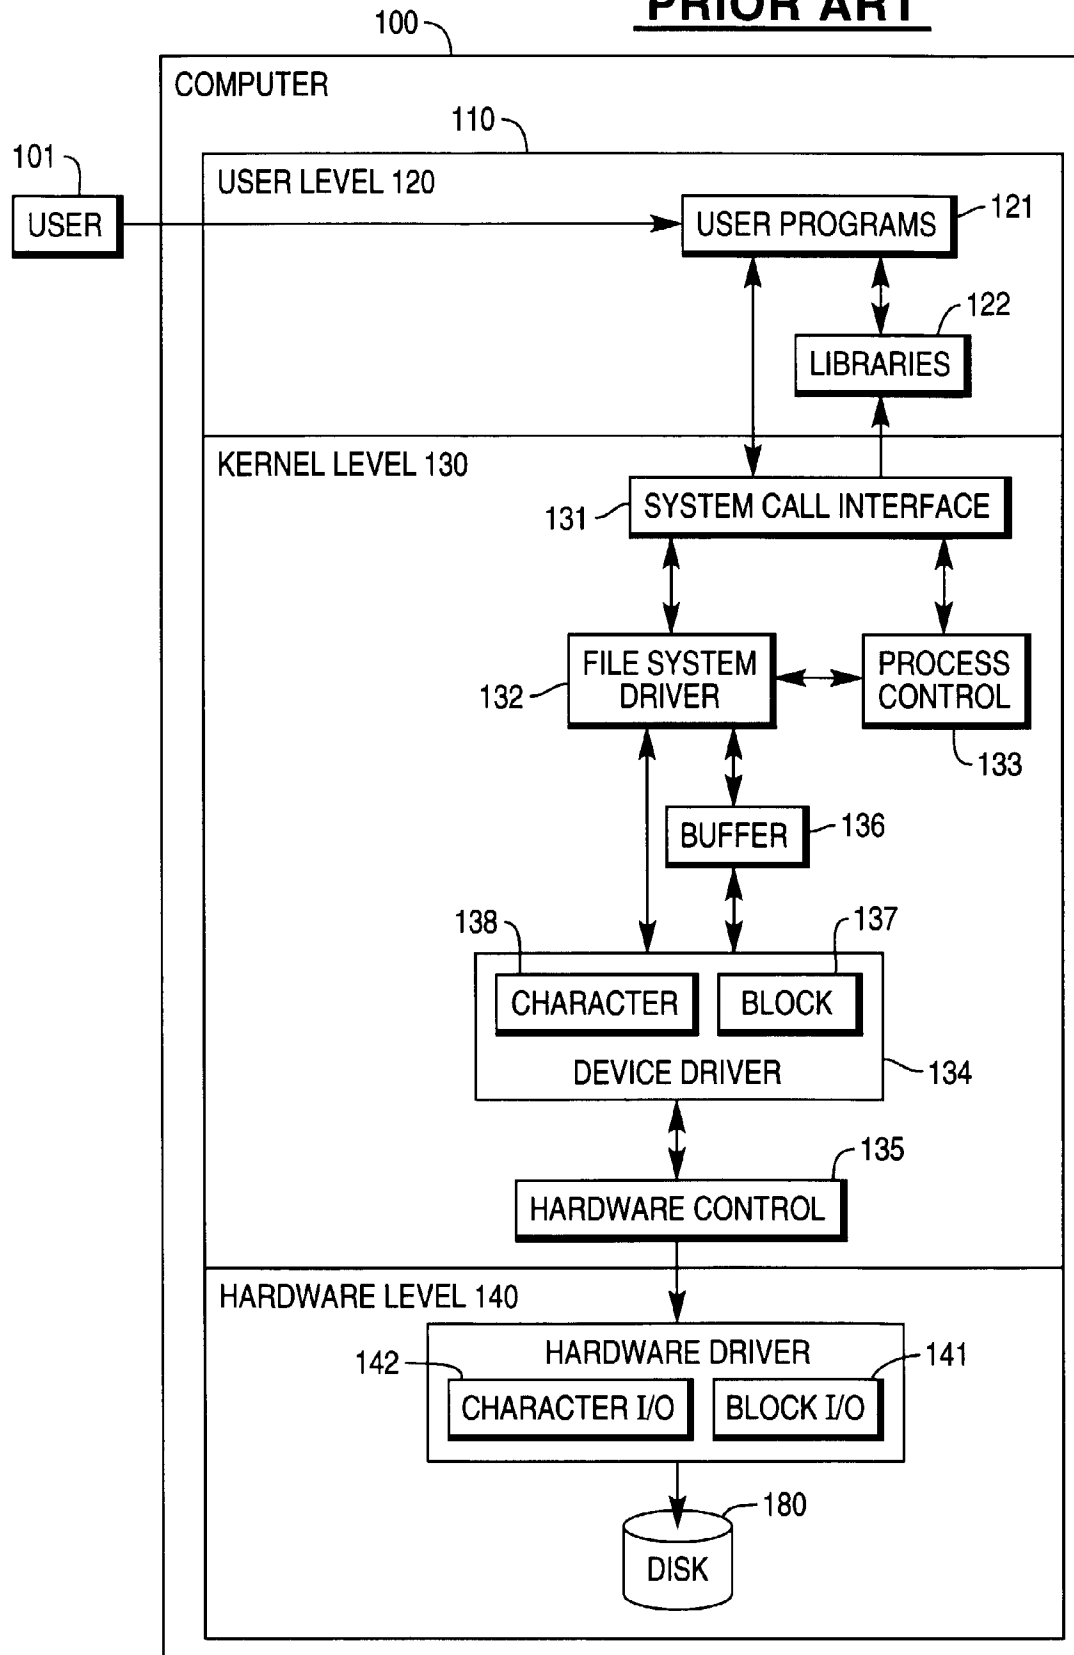 PRIOR ART
100
COMPUTER
110
101
USER LEVEL 120
USER
USER PROGRAMS
121
122
LIBRARIES
KERNEL LEVEL 130
131
SYSTEM CALL INTERFACE
132
FILE SYSTEM
DRIVER
PROCESS
CONTROL
133
BUFFER
136
138
137
CHARACTER
BLOCK
DEVICE DRIVER
134
135
HARDWARE CONTROL
HARDWARE LEVEL 140
HARDWARE DRIVER
142
141
CHARACTER I/O
BLOCK I/O
180
DISK